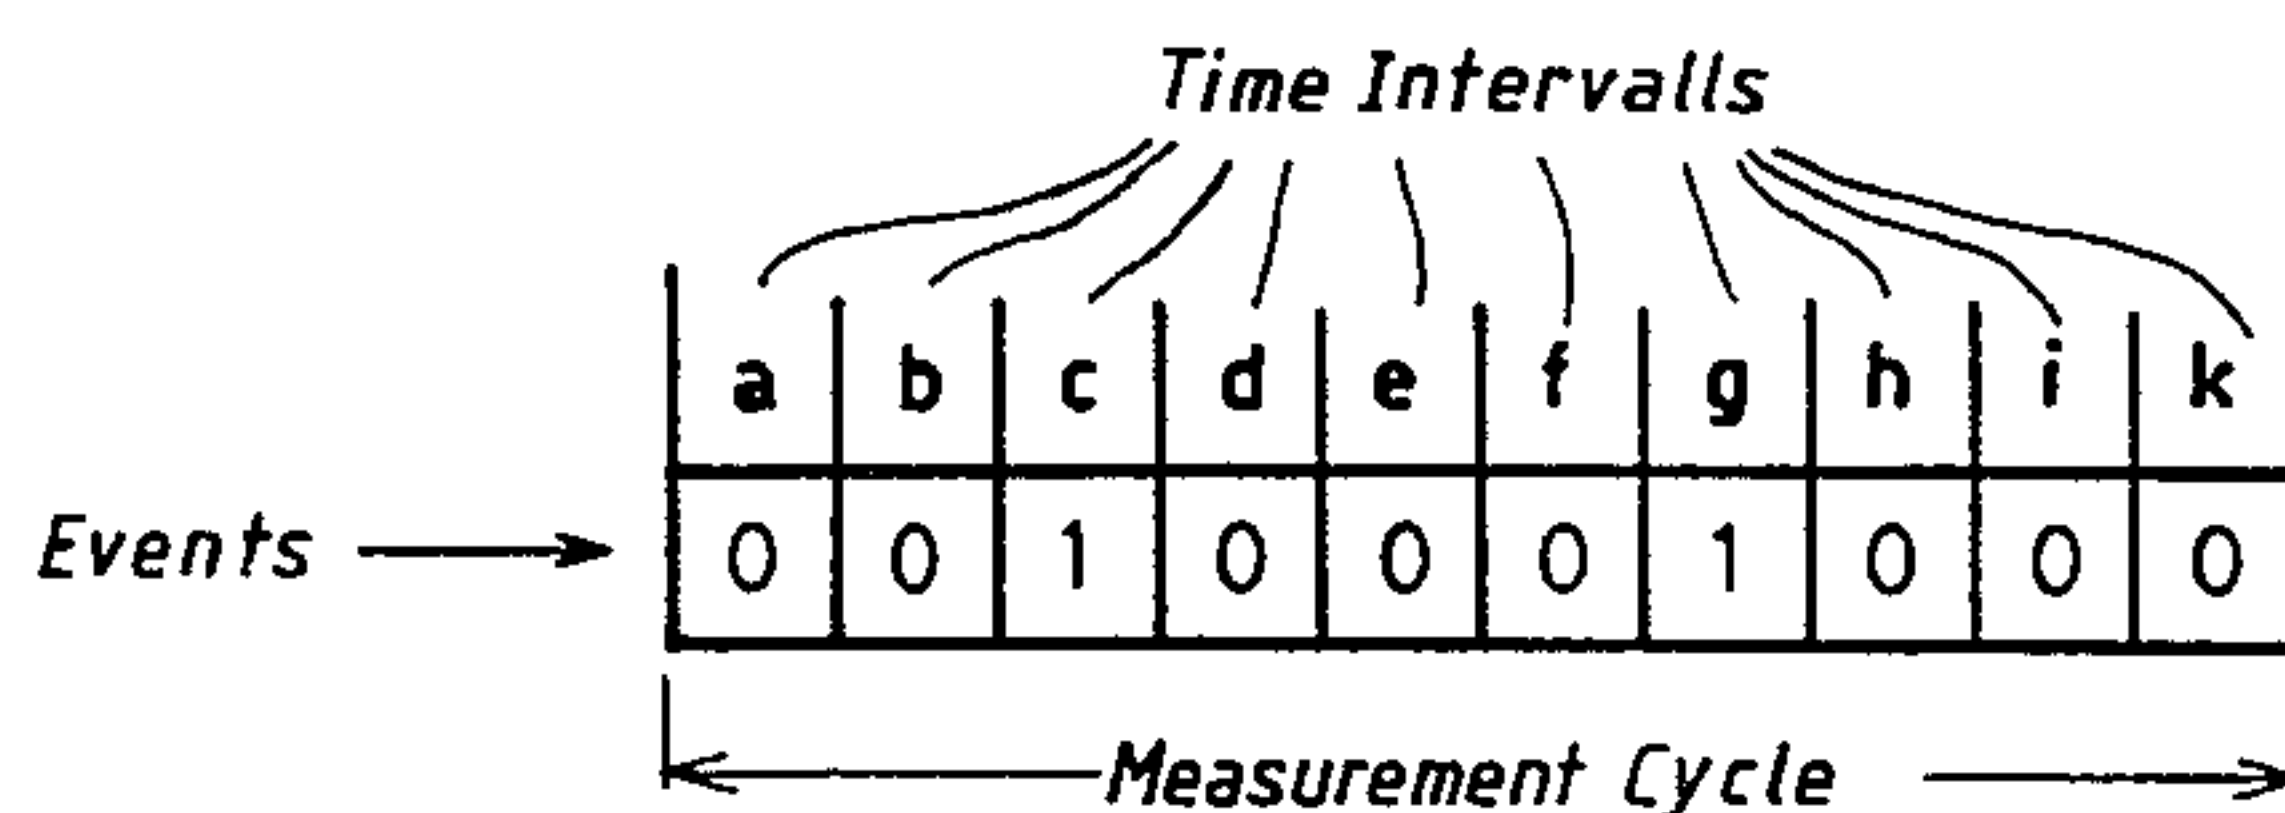 Time Intervalls
a b c d e f g h i k
Events 0 0 1 0 0 0 1 0 0 0
Measurement Cycle